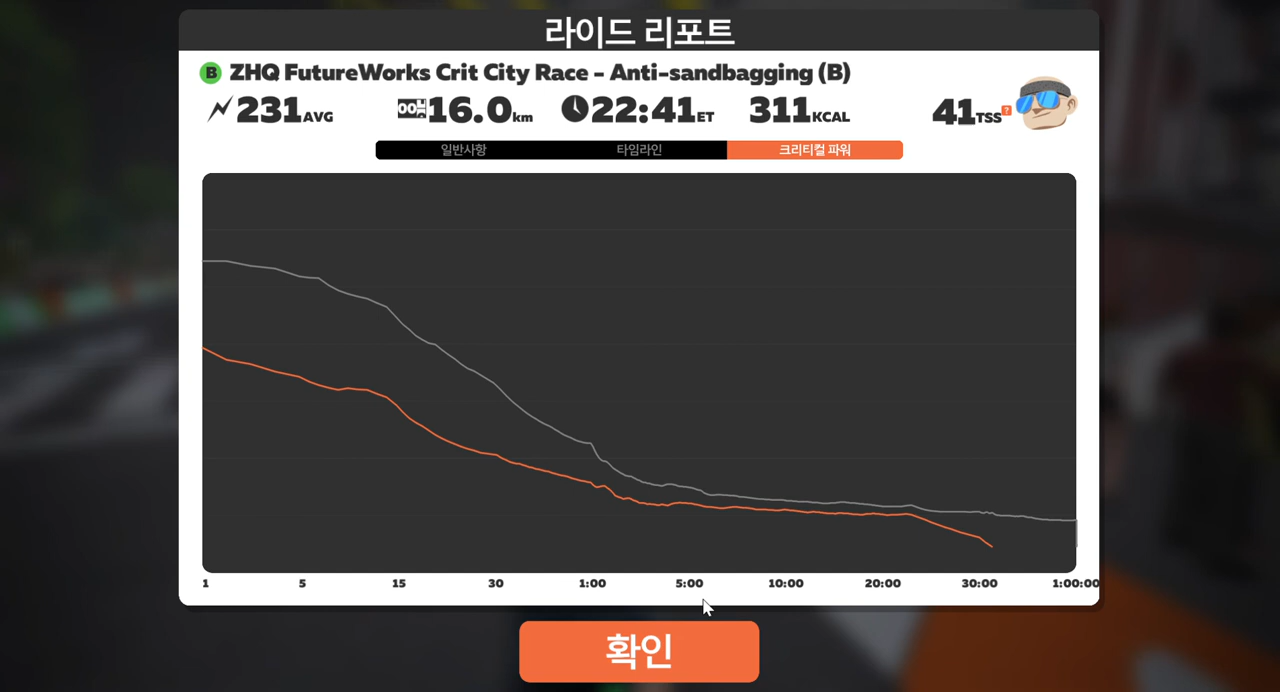 라이드 리포트
B ZHQ FutureWorks Crit City Race - Anti-sandbagging (B)
231AVG 16.0km 22:41ET 311KCAL 41TSS?
일반사항 타임라인 크리티컬 파워
1 5 15 30 1:00 5:00 10:00 20:00 30:00 1:00:00
확인